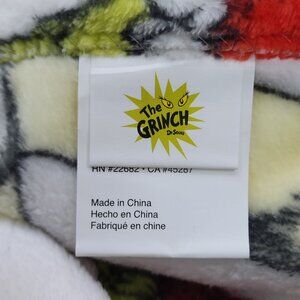 The
GRINCH
Dr. Seuss
RN #22682 • CA #45287
Made in China
Hecho en China
Fabriqué en chine